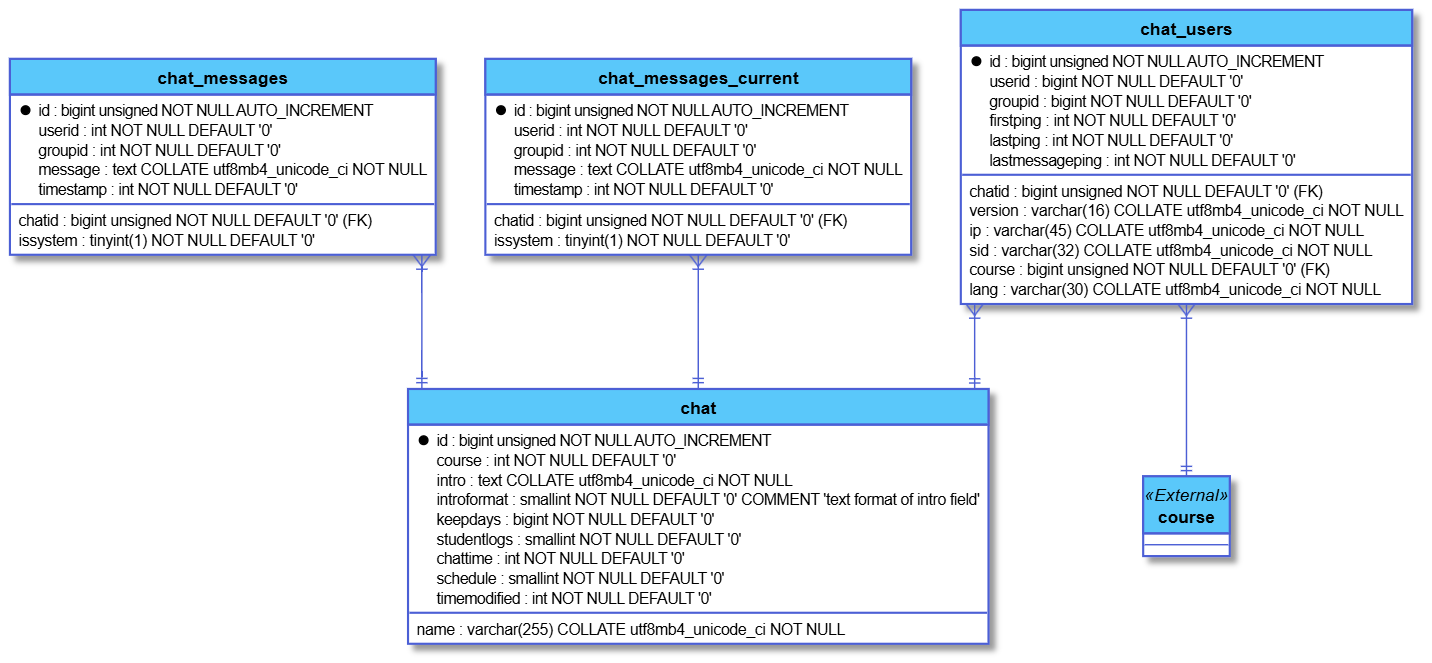 chat_messages
id : bigint unsigned NOT NULL AUTO_INCREMENT
userid : int NOT NULL DEFAULT '0'
groupid : int NOT NULL DEFAULT '0'
message : text COLLATE utf8mb4_unicode_ci NOT NULL
timestamp : int NOT NULL DEFAULT '0'
chatid : bigint unsigned NOT NULL DEFAULT '0' (FK)
issystem : tinyint(1) NOT NULL DEFAULT '0'
chat_messages_current
id : bigint unsigned NOT NULL AUTO_INCREMENT
userid : int NOT NULL DEFAULT '0'
groupid : int NOT NULL DEFAULT '0'
message : text COLLATE utf8mb4_unicode_ci NOT NULL
timestamp : int NOT NULL DEFAULT '0'
chatid : bigint unsigned NOT NULL DEFAULT '0' (FK)
issystem : tinyint(1) NOT NULL DEFAULT '0'
chat_users
id : bigint unsigned NOT NULL AUTO_INCREMENT
userid : bigint NOT NULL DEFAULT '0'
groupid : bigint NOT NULL DEFAULT '0'
firstping : int NOT NULL DEFAULT '0'
lastping : int NOT NULL DEFAULT '0'
lastmessageping : int NOT NULL DEFAULT '0'
chatid : bigint unsigned NOT NULL DEFAULT '0' (FK)
version : varchar(16) COLLATE utf8mb4_unicode_ci NOT NULL
ip : varchar(45) COLLATE utf8mb4_unicode_ci NOT NULL
sid : varchar(32) COLLATE utf8mb4_unicode_ci NOT NULL
course : bigint unsigned NOT NULL DEFAULT '0' (FK)
lang : varchar(30) COLLATE utf8mb4_unicode_ci NOT NULL
chat
id : bigint unsigned NOT NULL AUTO_INCREMENT
course : int NOT NULL DEFAULT '0'
intro : text COLLATE utf8mb4_unicode_ci NOT NULL
introformat : smallint NOT NULL DEFAULT '0' COMMENT 'text format of intro field'
keepdays : bigint NOT NULL DEFAULT '0'
studentlogs : smallint NOT NULL DEFAULT '0'
chattime : int NOT NULL DEFAULT '0'
schedule : smallint NOT NULL DEFAULT '0'
timemodified : int NOT NULL DEFAULT '0'
name : varchar(255) COLLATE utf8mb4_unicode_ci NOT NULL
«External»
course